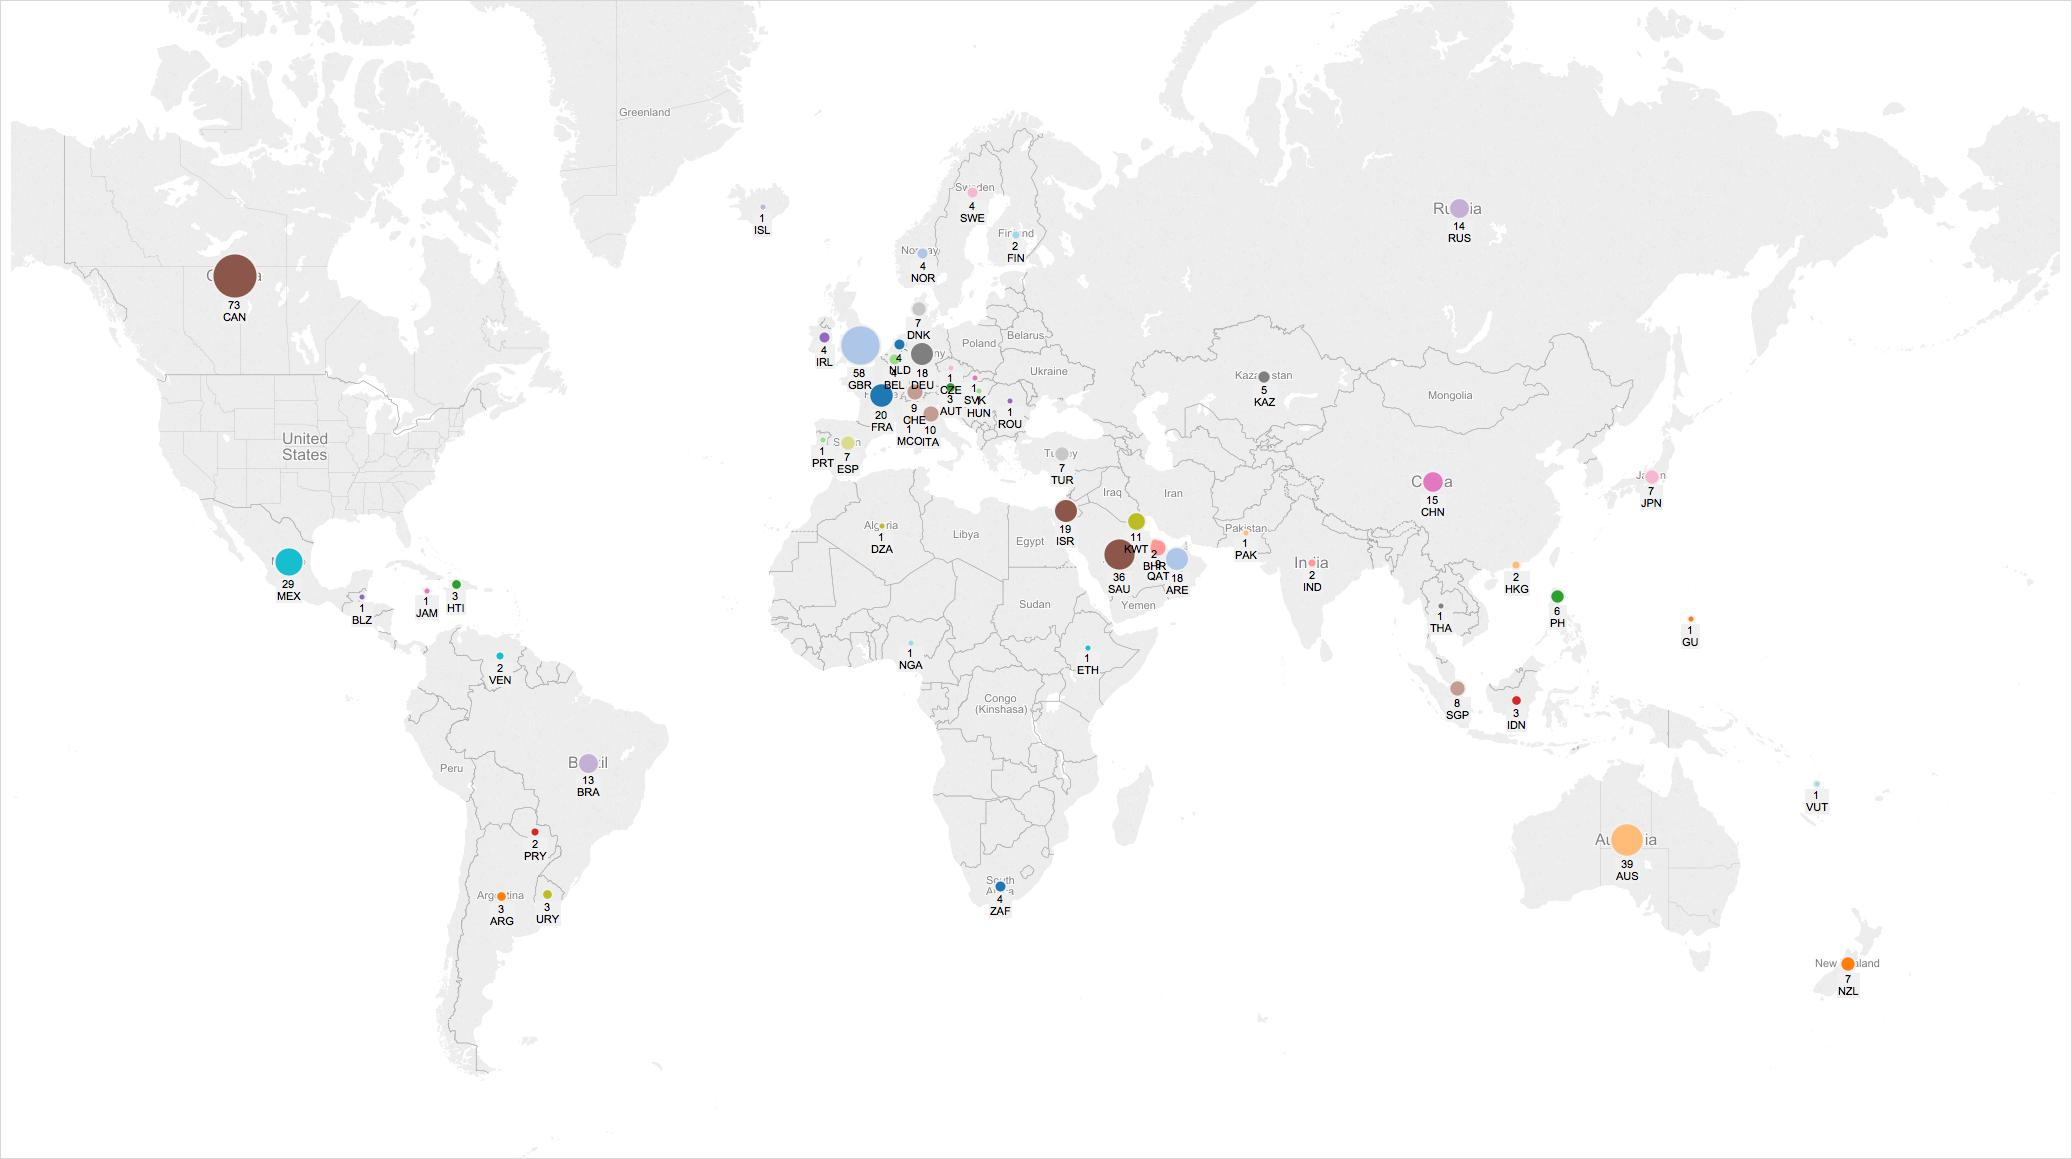 Greenland
1
ISL
Sweden
4
SWE
Finland
2
FIN
Norway
4
NOR
Russia
14
RUS
73
CAN
7
DNK
4
IRL
58
GBR
4
NLD
4
BEL
18
DEU
Poland
Belarus
Ukraine
1
CZE
3
AUT
1
SVK
1
HUN
1
ROU
20
FRA
9
CHE
1
MCO
10
ITA
1
PRT
7
ESP
Kazakhstan
5
KAZ
Mongolia
United
States
Turkey
7
TUR
Iraq
Iran
China
15
CHN
Japan
7
JPN
Algeria
1
DZA
Libya
Egypt
19
ISR
11
KWT
36
SAU
2
BHR
QAT
18
ARE
Yemen
Pakistan
1
PAK
India
2
IND
2
HKG
29
MEX
1
BLZ
1
JAM
3
HTI
Sudan
1
THA
6
PH
1
GU
2
VEN
1
NGA
1
ETH
Congo
(Kinshasa)
8
SGP
3
IDN
Peru
Brazil
13
BRA
1
VUT
2
PRY
Australia
39
AUS
Argentina
3
ARG
3
URY
South
Africa
4
ZAF
New Zealand
7
NZL